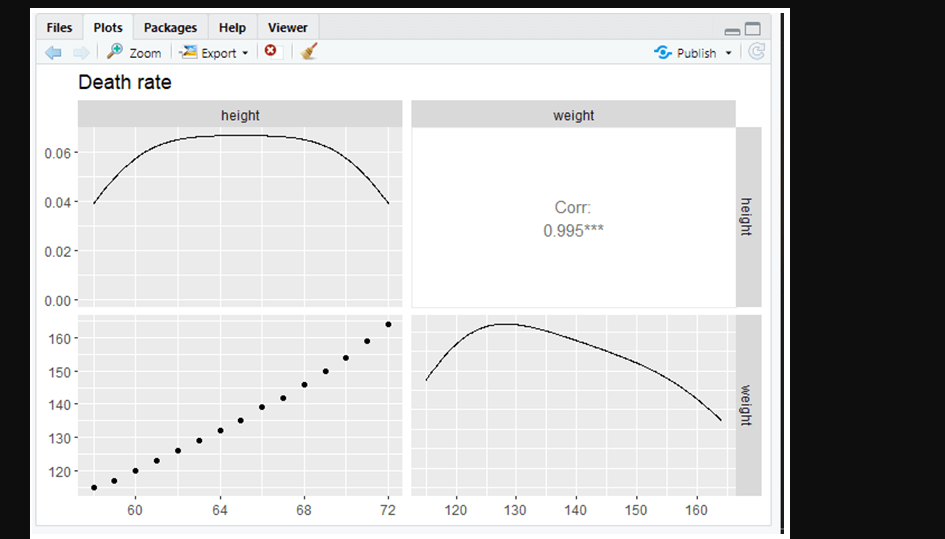 Files Plots Packages Help Viewer
Zoom Export Publish
Death rate
height weight
0.06
0.04
0.02
0.00
Corr:
0.995***
height
160
150
140
130
120
weight
60 64 68 72 120 130 140 150 160